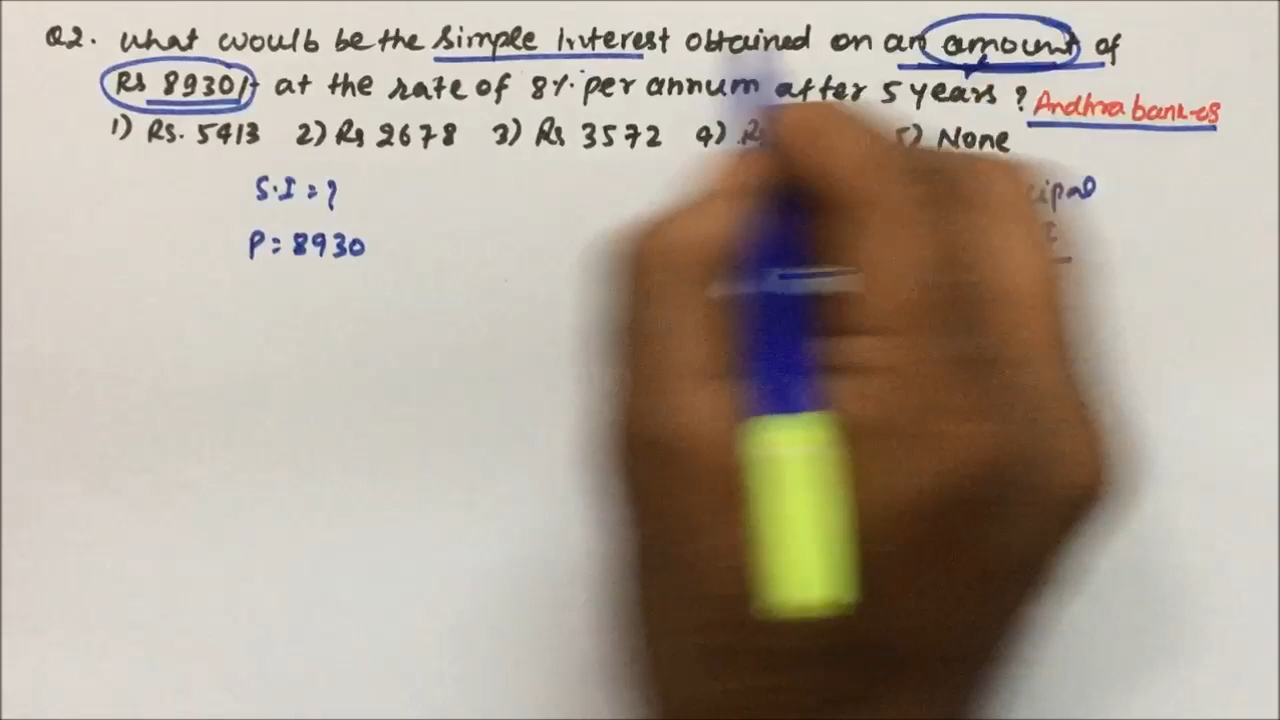 Q2. What would be the simple interest obtained on an amount of
Rs 8930/- at the rate of 8% per annum after 5 years? Andhra bank-08
1) Rs. 5413 2) Rs 2678 3) Rs 3572 4) Rs 5) None
S.I = ?
P = 8930